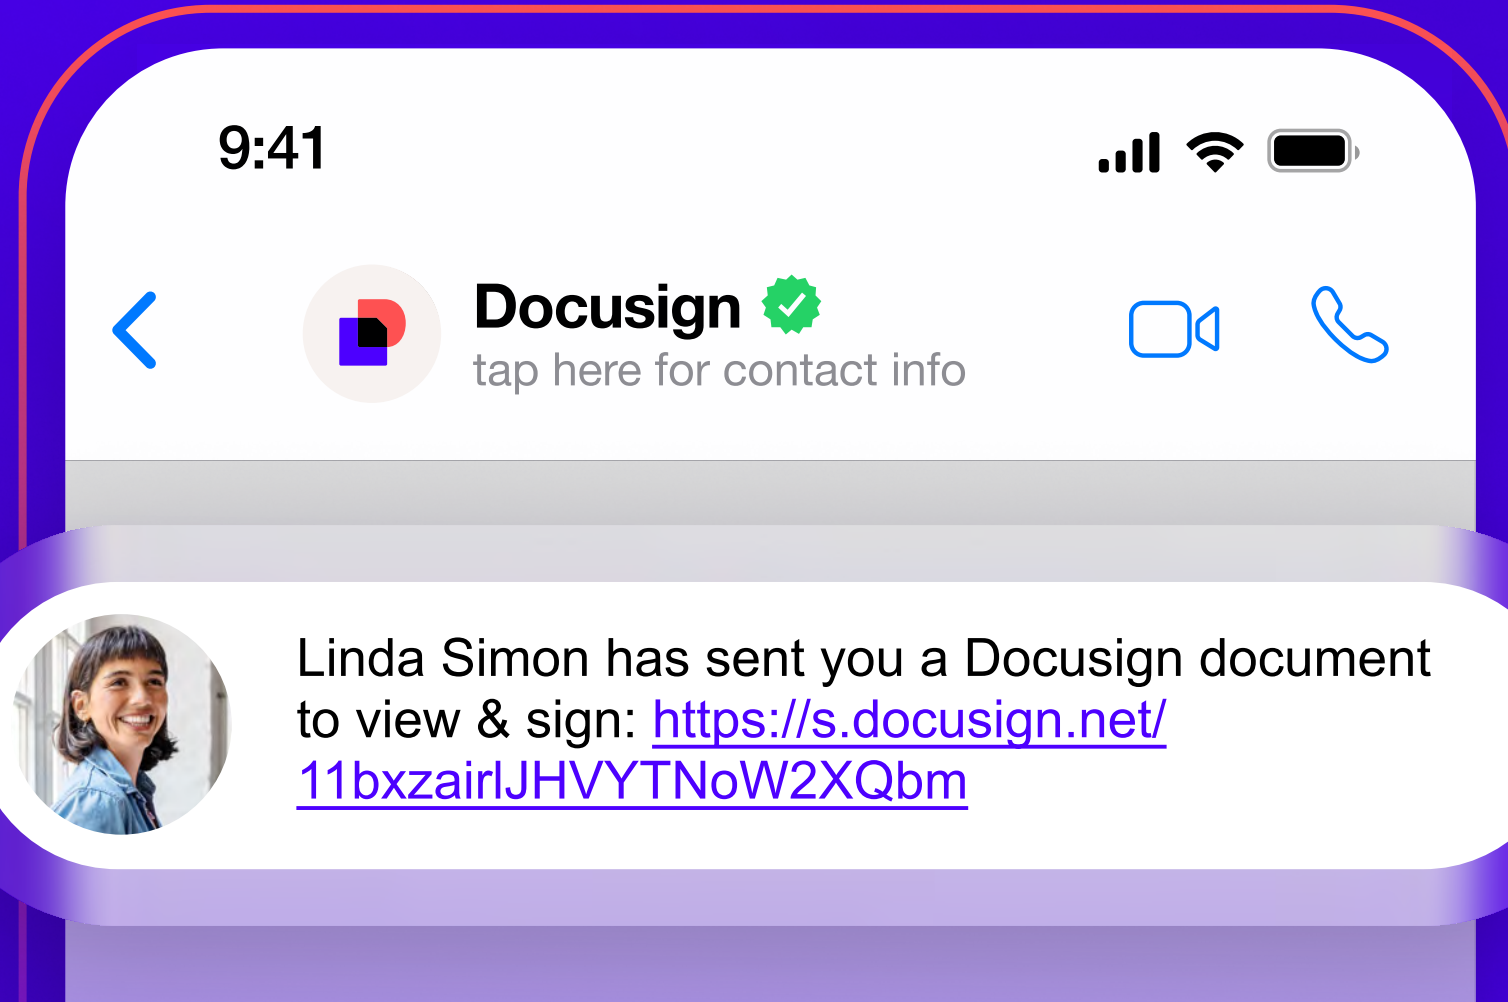 9:41
Docusign
tap here for contact info
Linda Simon has sent you a Docusign document
to view & sign: https://s.docusign.net/
11bxzairlJHVYTNoW2XQbm